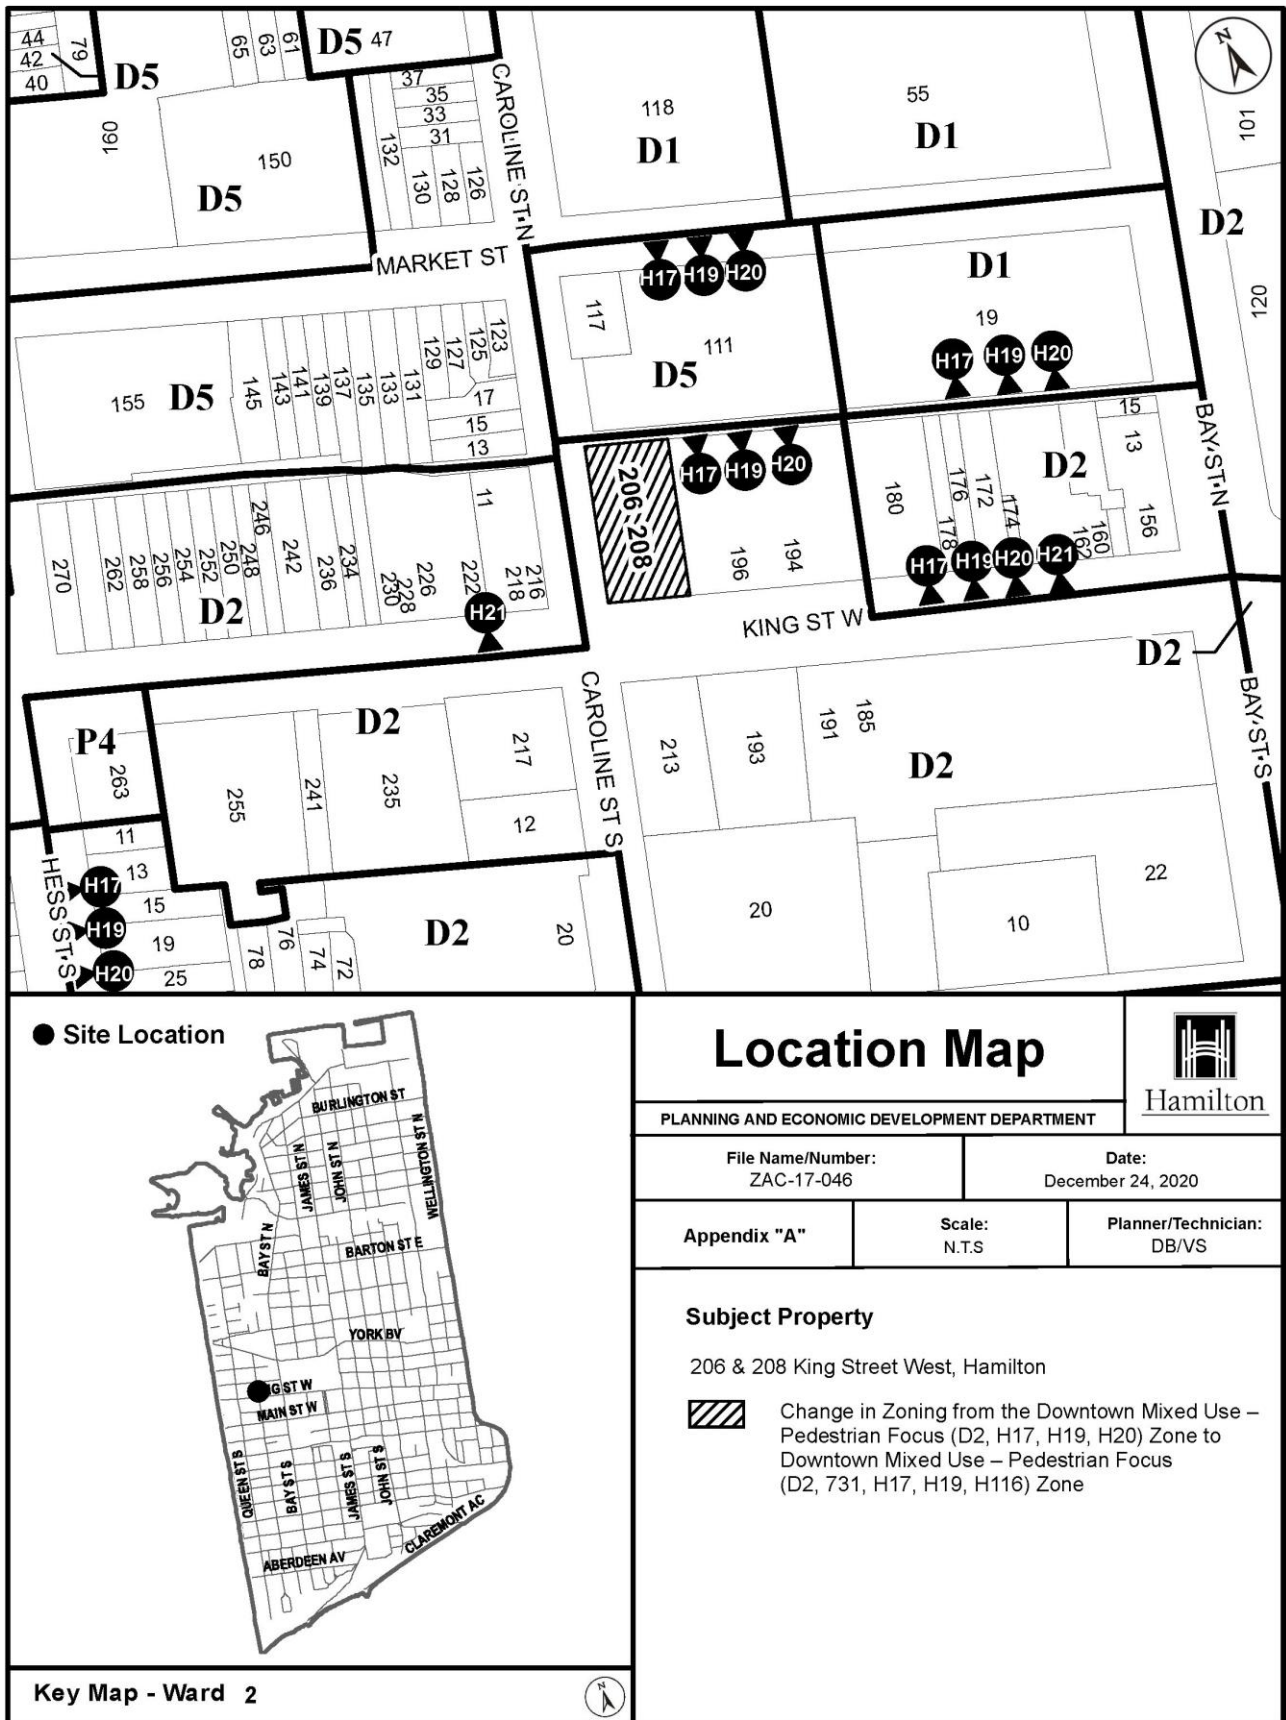 44
42
40
79
D5
65
63
61
D5 47
37
35
33
31
132
130
128
126
CAROLINE ST N
118
D1
55
D1
N
101
160
150
D5
MARKET ST
D2
120
H17 H19 H20
117
111
D5
D1
19
H17 H19 H20
155 D5
145
143
141
139
137
135
133
131
129
127
125
123
17
15
13
206-208
H17 H19 H20
196
194
180
178
176
172
174
D2
15
13
162
160
156
H17 H19 H20 H21
BAY ST N
270
262
258
256
254
252
250
248
246
242
236
234
230
228
226
222
11
218
216
D2
H21
KING ST W
D2
BAY ST S
P4
263
255
241
D2
235
217
12
CAROLINE ST S
213
193
191
185
D2
HESS ST S
11
13
15
19
25
H17
H19
H20
78
76
74
72
D2
20
20
10
22
Site Location
BURLINGTON ST
JAMES ST N
JOHN ST N
WELLINGTON ST N
BAY ST N
BARTON ST E
YORK BV
G ST W
MAIN ST W
QUEEN ST S
BAY ST S
JAMES ST S
JOHN ST S
CLAREMONT AC
ABERDEEN AV
Key Map - Ward 2
N
Location Map
Hamilton
PLANNING AND ECONOMIC DEVELOPMENT DEPARTMENT
File Name/Number:
ZAC-17-046
Date:
December 24, 2020
Appendix "A"
Scale:
N.T.S
Planner/Technician:
DB/VS
Subject Property
206 & 208 King Street West, Hamilton
Change in Zoning from the Downtown Mixed Use –
Pedestrian Focus (D2, H17, H19, H20) Zone to
Downtown Mixed Use – Pedestrian Focus
(D2, 731, H17, H19, H116) Zone